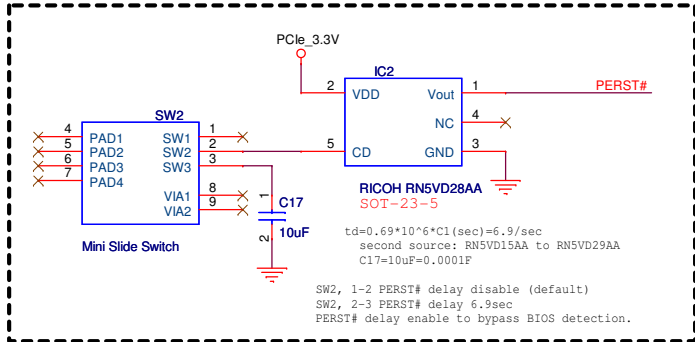 PCIe_3.3V
IC2
2 VDD Vout 1 PERST#
NC 4
5 CD GND 3
RICOH RN5VD28AA
SOT-23-5
SW2
4 PAD1 SW1 1
5 PAD2 SW2 2
6 PAD3 SW3 3
7 PAD4
VIA1 8
VIA2 9
Mini Slide Switch
1
C17
10uF
2
td=0.69*10^6*C1(sec)=6.9/sec
second source: RN5VD15AA to RN5VD29AA
C17=10uF=0.0001F
SW2, 1-2 PERST# delay disable (default)
SW2, 2-3 PERST# delay 6.9sec
PERST# delay enable to bypass BIOS detection.